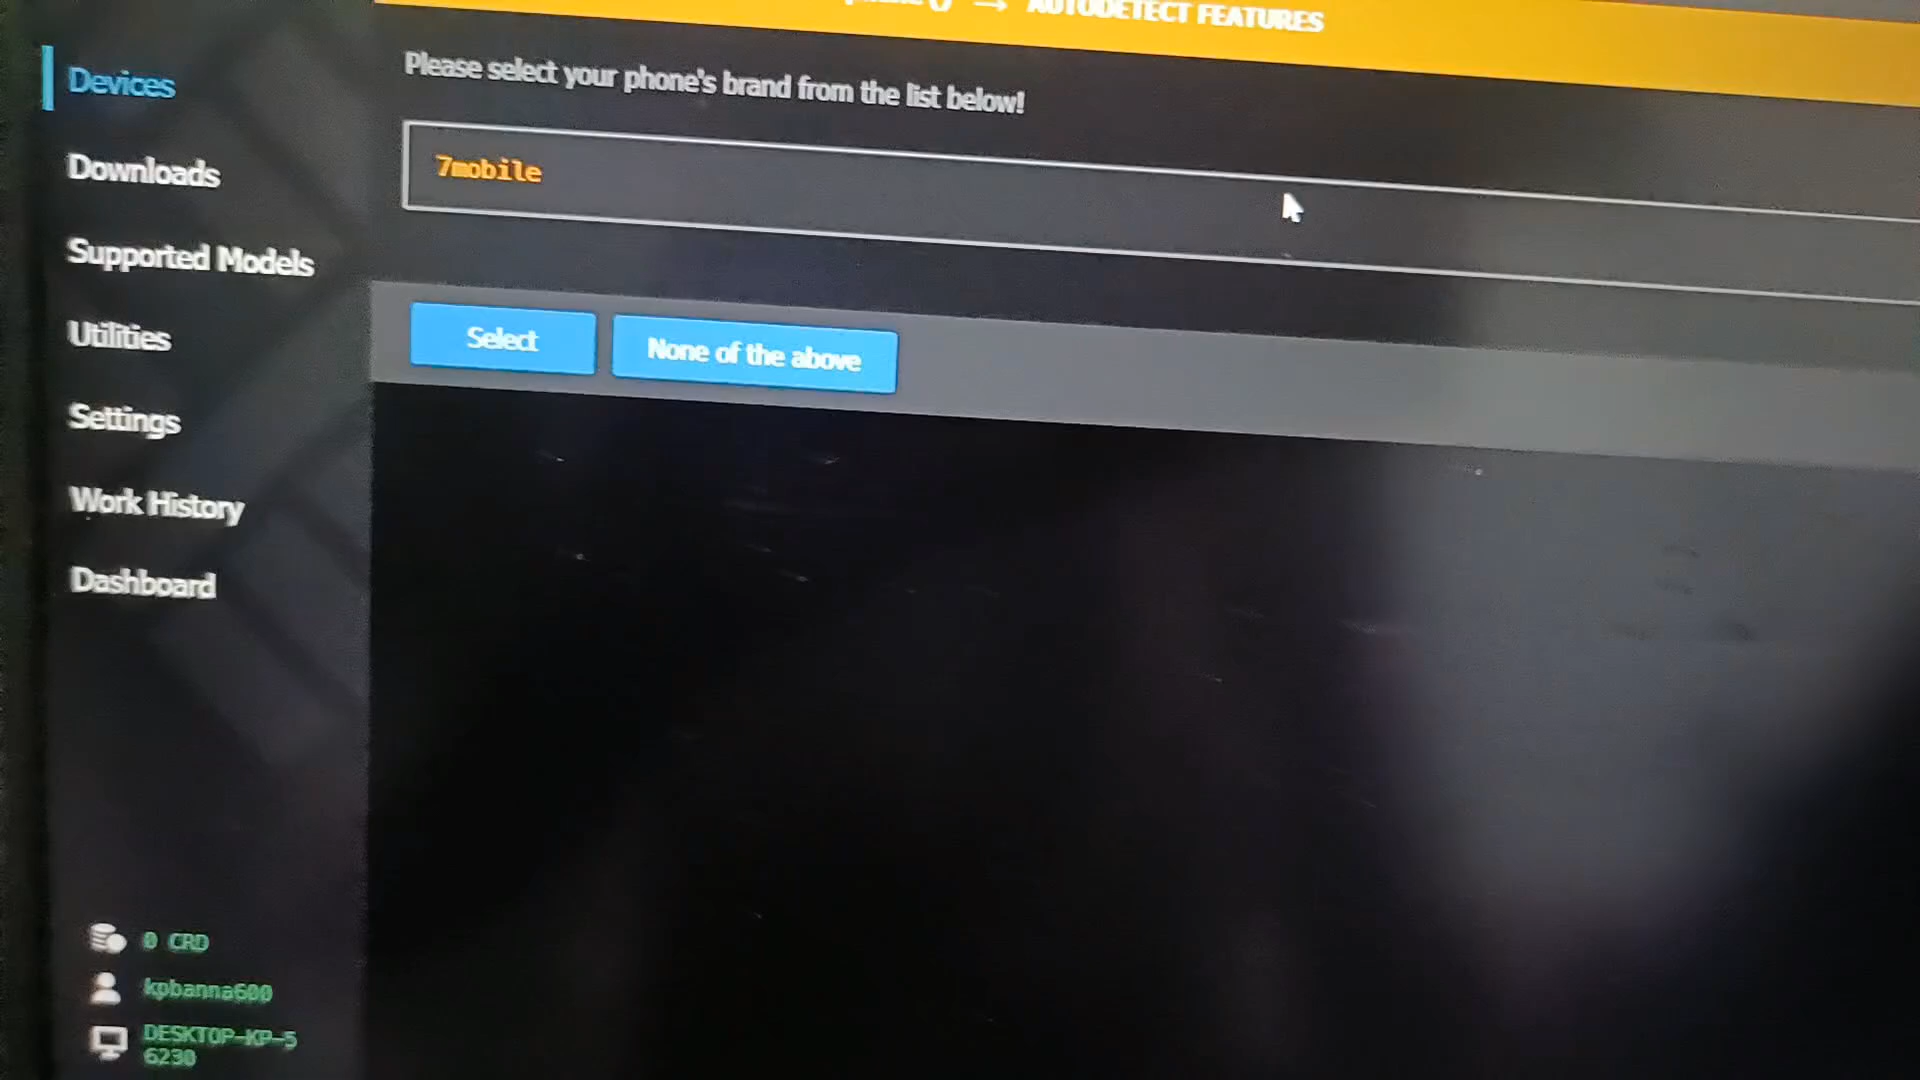 → AUTODETECT FEATURES
Devices
Please select your phone's brand from the list below!
7mobile
Downloads
Supported Models
Select
None of the above
Utilities
Settings
Work History
Dashboard
0 CRD
kpbanna600
DESKTOP-KP-5
6230